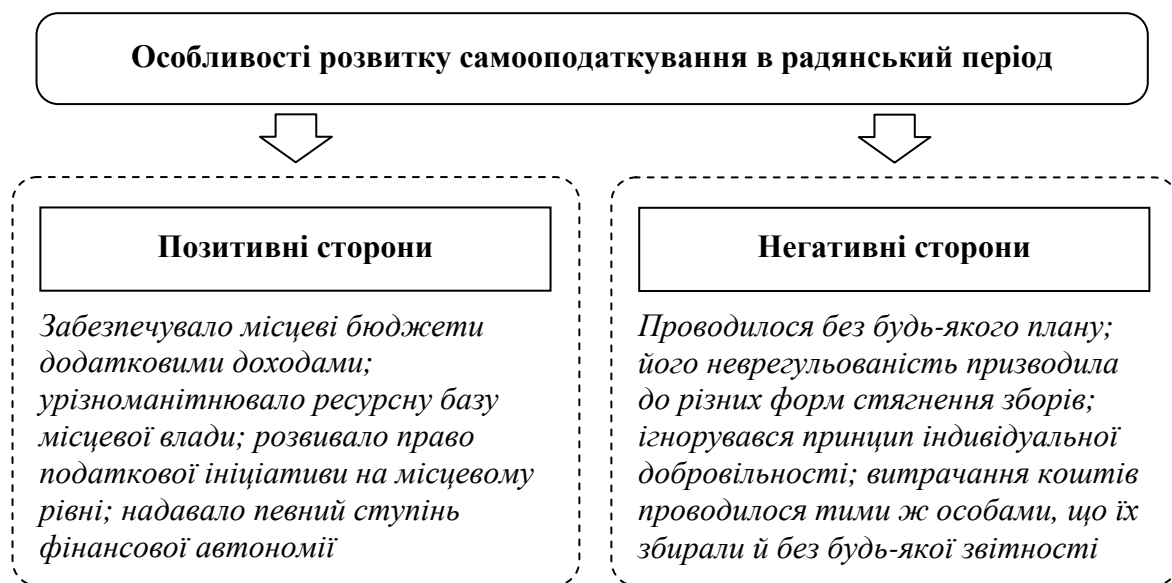 Особливості розвитку самооподаткування в радянський період
Позитивні сторони
Забезпечувало місцеві бюджети
додатковими доходами;
урізноманітнювало ресурсну базу
місцевої влади; розвивало право
податкової ініціативи на місцевому
рівні; надавало певний ступінь
фінансової автономії
Негативні сторони
Проводилося без будь-якого плану;
його неврегульованість призводила
до різних форм стягнення зборів;
ігнорувався принцип індивідуальної
добровільності; витрачання коштів
проводилося тими ж особами, що їх
збирали й без будь-якої звітності